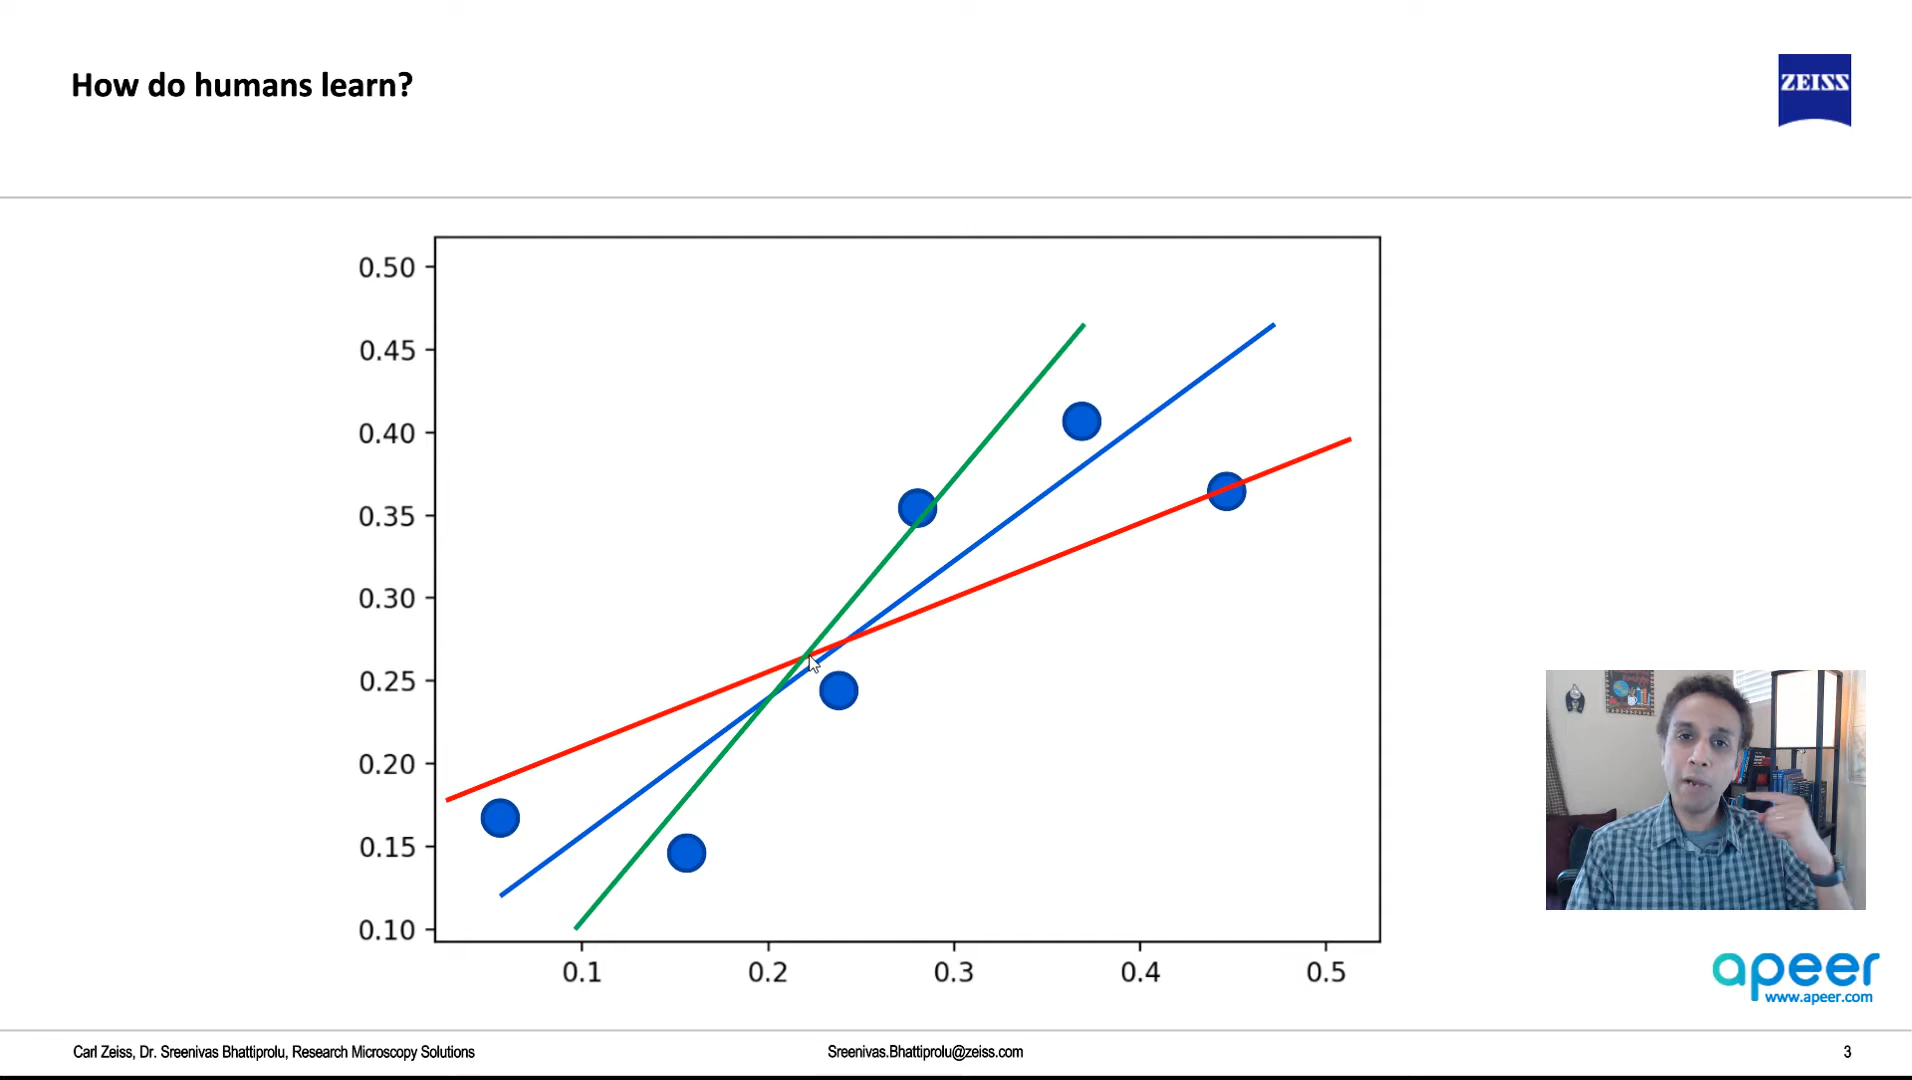 How do humans learn?
ZEISS
0.50
0.45
0.40
0.35
0.30
0.25
0.20
0.15
0.10
0.1 0.2 0.3 0.4 0.5
apeer
www.apeer.com
Carl Zeiss, Dr. Sreenivas Bhattiprolu, Research Microscopy Solutions Sreenivas.Bhattiprolu@zeiss.com 3